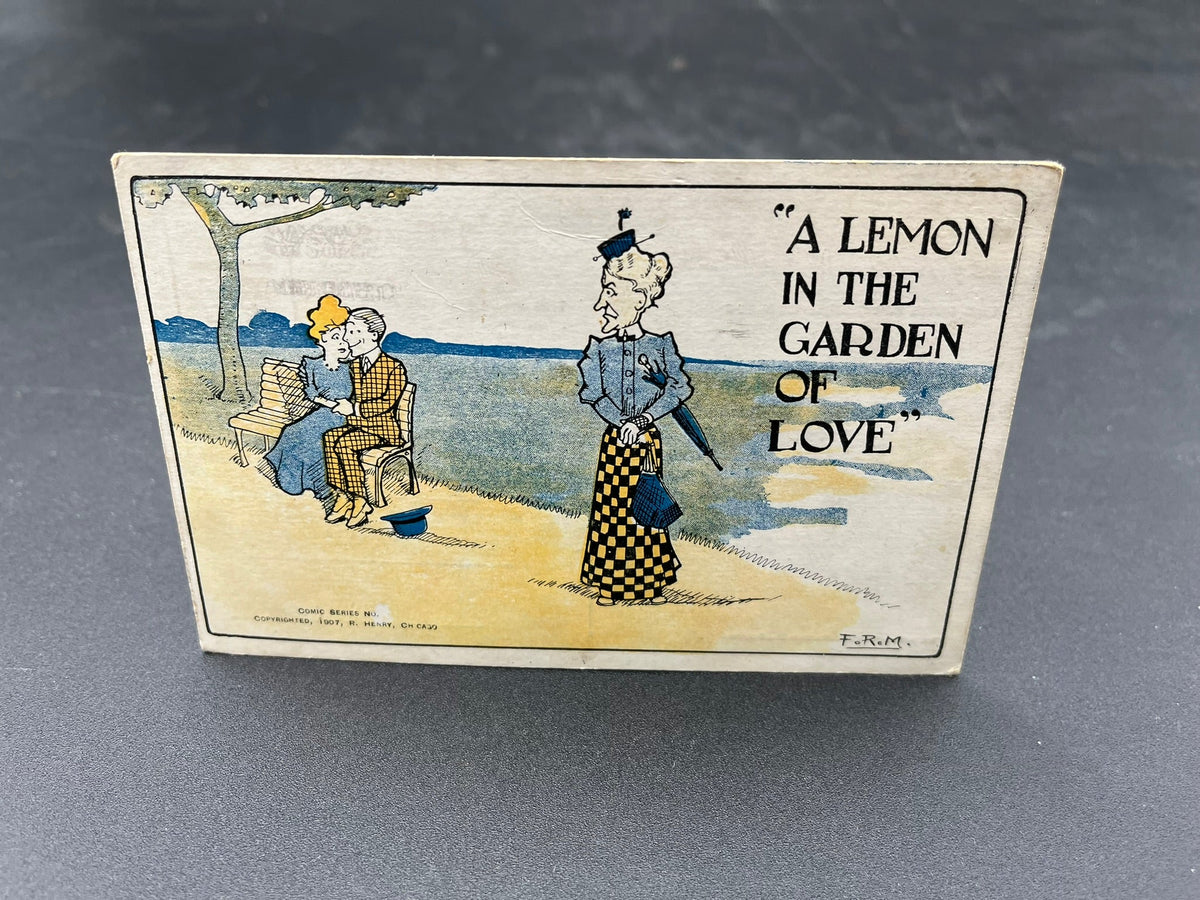 “A LEMON
IN THE
GARDEN
OF
LOVE”
COMIC SERIES NO.
COPYRIGHTED, 1907, R. HENRY, CHICAGO
F.R.M.